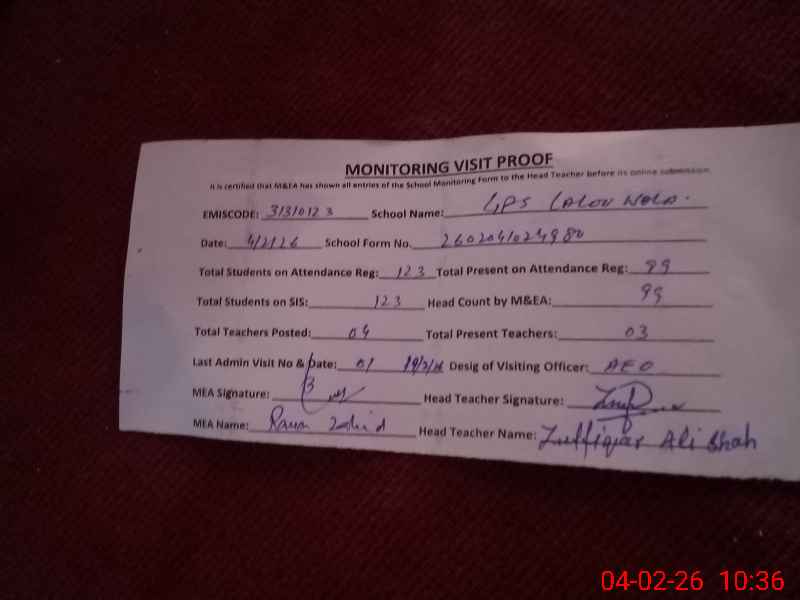 MONITORING VISIT PROOF
It is certified that M&EA has shown all entries of the School Monitoring Form to the Head Teacher before its online submission.
EMISCODE: 31310123 School Name: GPS LALOU WALA.
Date: 4/2/26 School Form No. 2602041024980
Total Students on Attendance Reg: 123 Total Present on Attendance Reg: 99
Total Students on SIS: 123 Head Count by M&EA: 99
Total Teachers Posted: 04 Total Present Teachers: 03
Last Admin Visit No & Date: 01 Desig of Visiting Officer: AEO
MEA Signature: Head Teacher Signature:
MEA Name: Rana Zahid Head Teacher Name: Zulfiqar Ali Shah
04-02-26 10:36